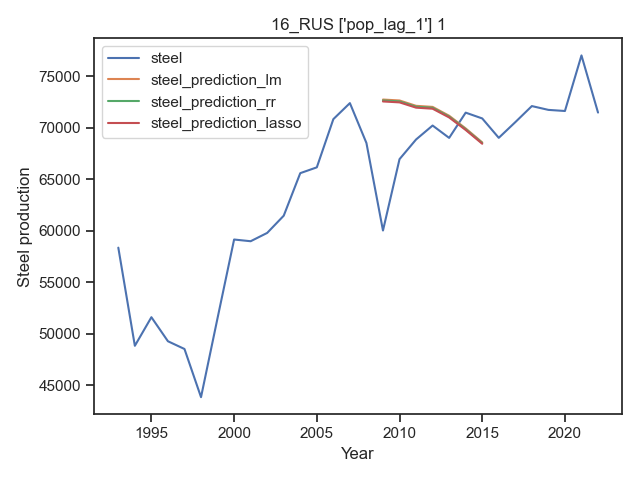 16_RUS ['pop_lag_1'] 1
steel
steel_prediction_lm
steel_prediction_rr
steel_prediction_lasso
75000
70000
65000
60000
55000
50000
45000
Steel production
1995 2000 2005 2010 2015 2020
Year